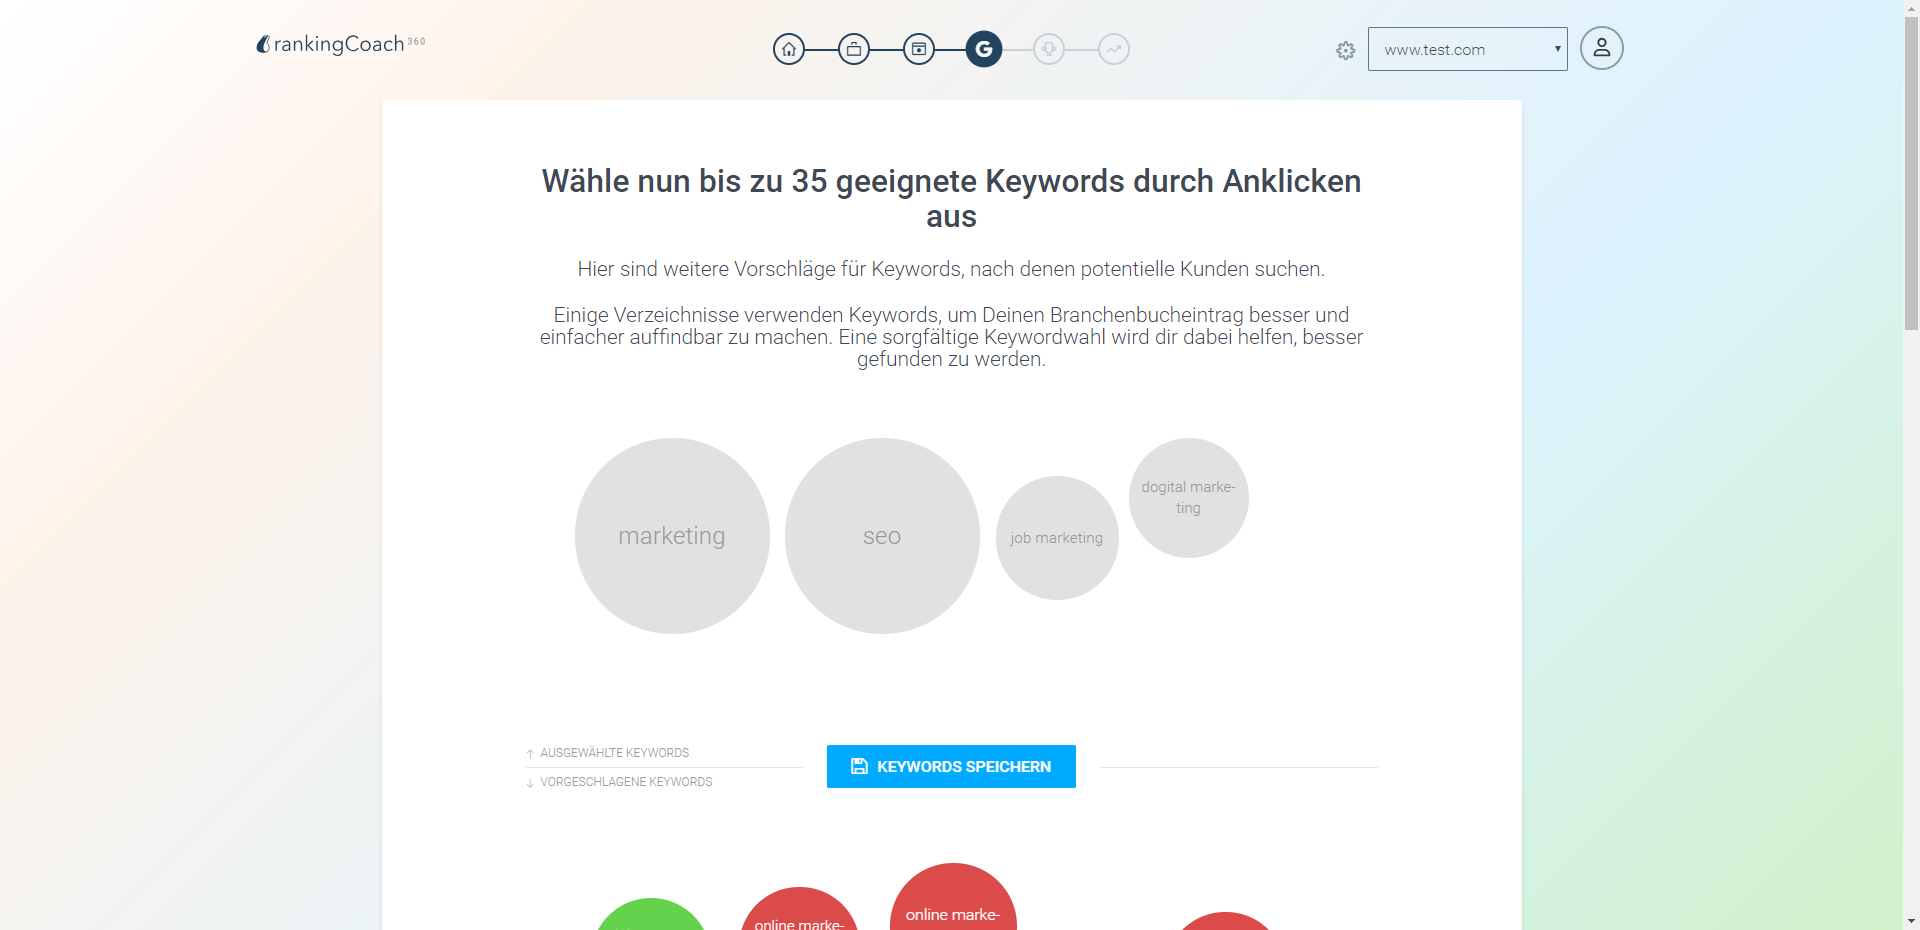 rankingCoach 360
G
www.test.com
Wähle nun bis zu 35 geeignete Keywords durch Anklicken
aus
Hier sind weitere Vorschläge für Keywords, nach denen potentielle Kunden suchen.
Einige Verzeichnisse verwenden Keywords, um Deinen Branchenbucheintrag besser und
einfacher auffindbar zu machen. Eine sorgfältige Keywordwahl wird dir dabei helfen, besser
gefunden zu werden.
marketing
seo
job marketing
dogital marke-
ting
↑ AUSGEWÄHLTE KEYWORDS
↓ VORGESCHLAGENE KEYWORDS
KEYWORDS SPEICHERN
online marke-
online marke-